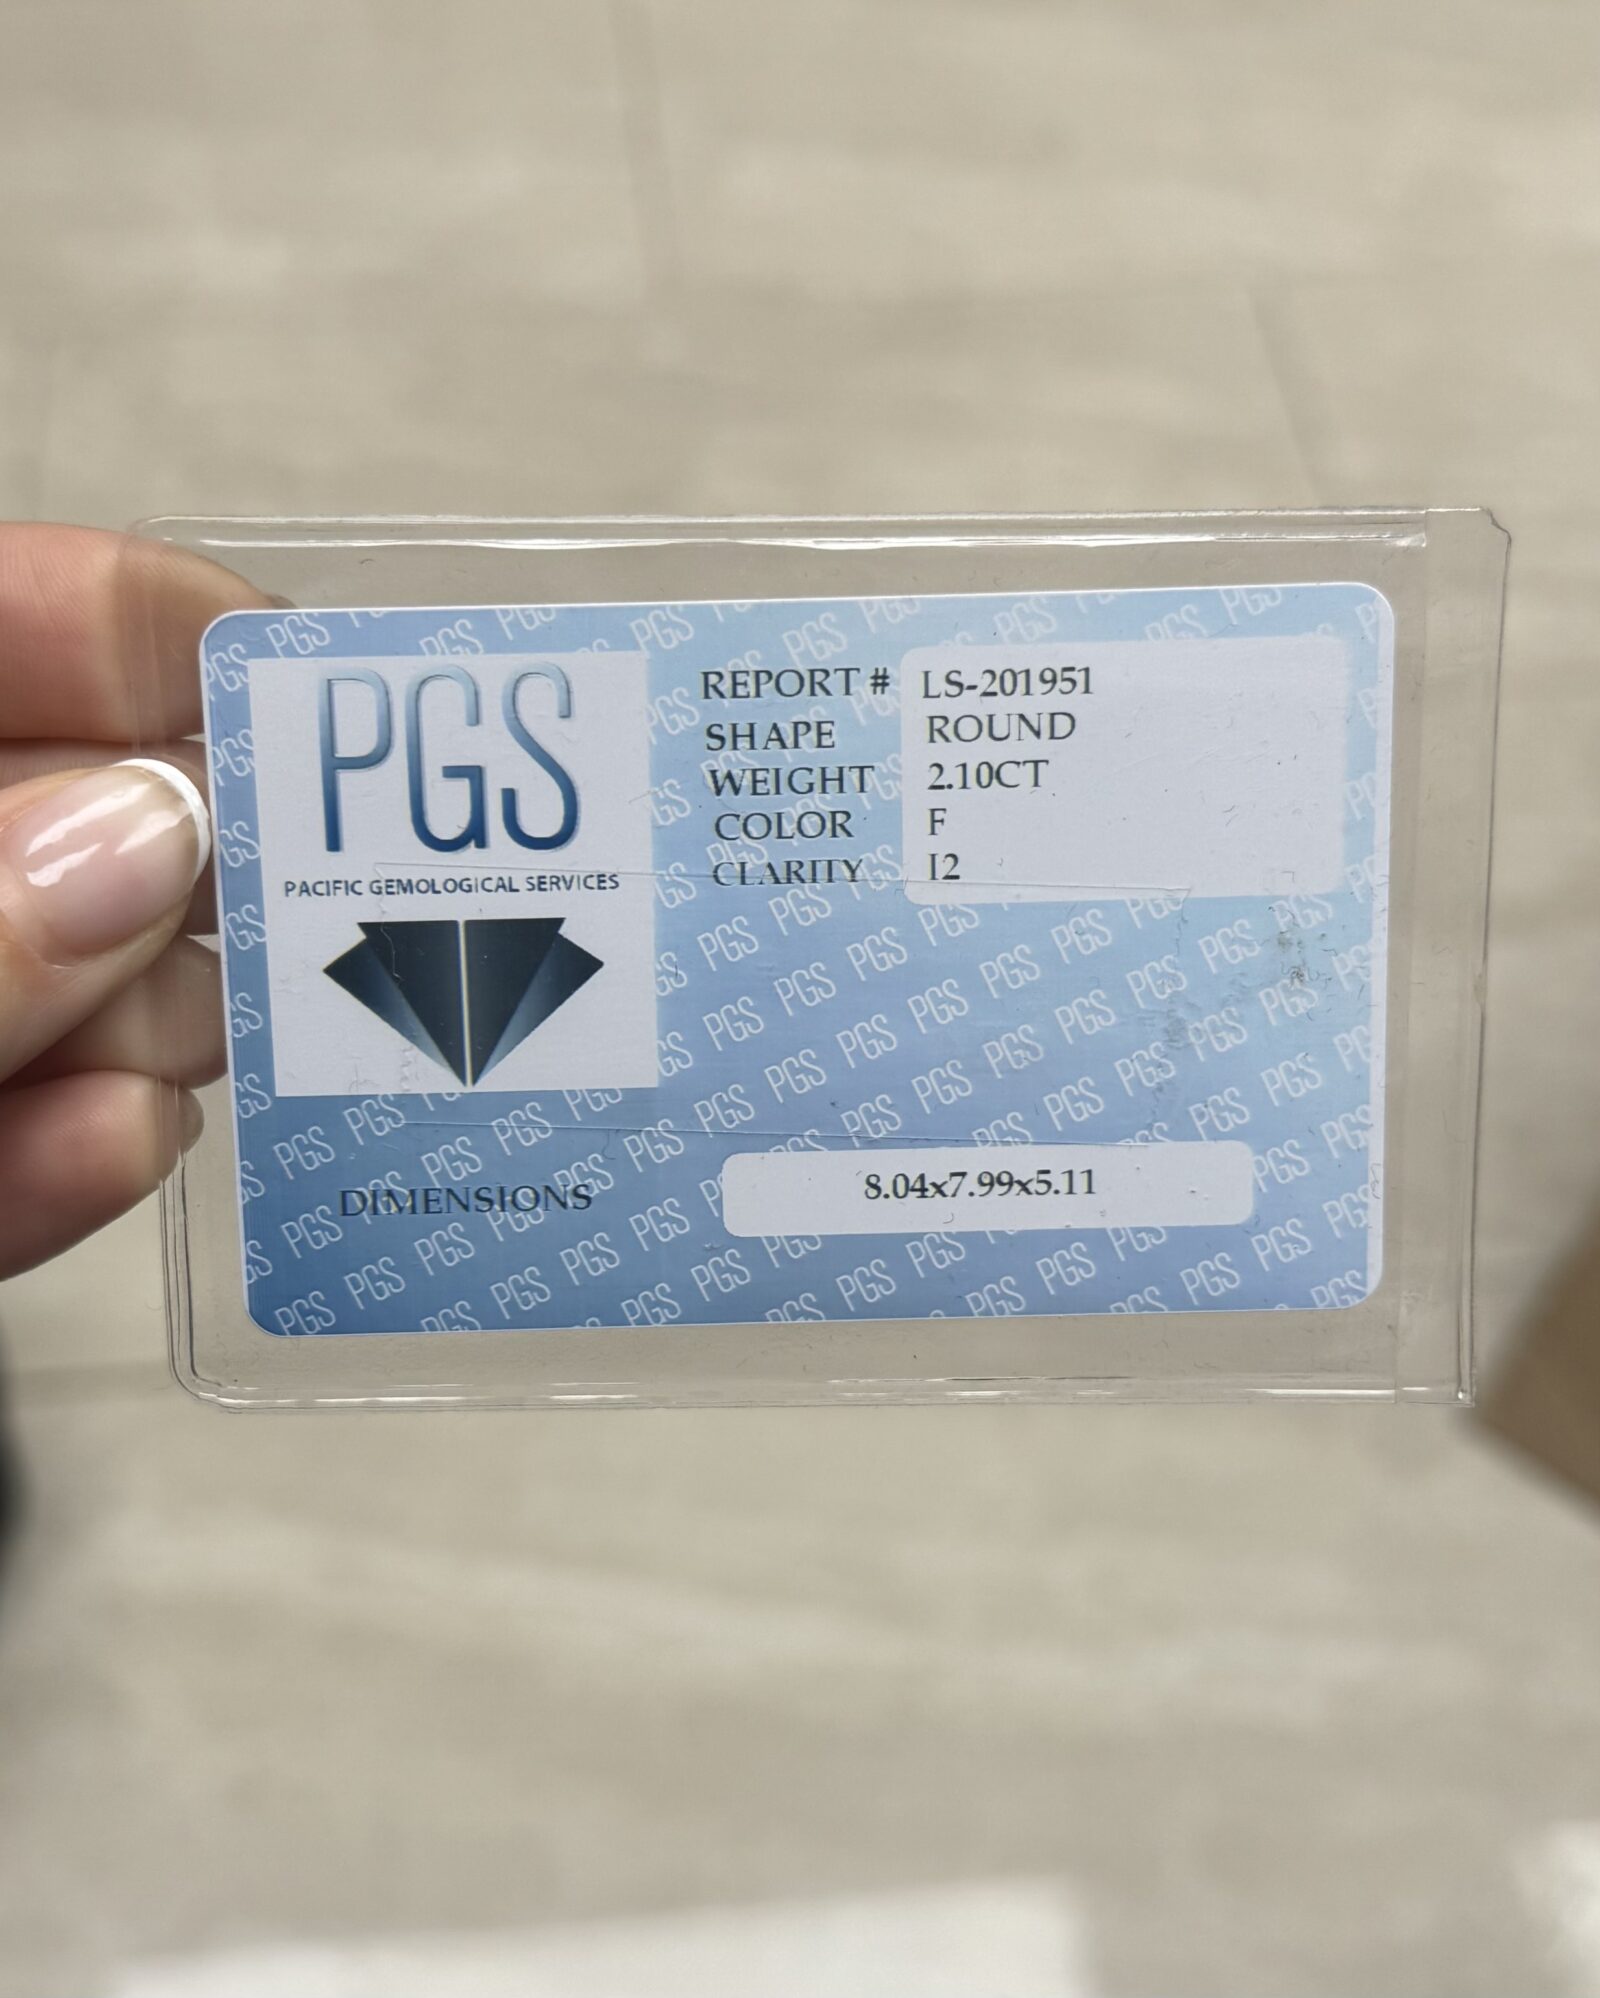 PGS
PACIFIC GEMOLOGICAL SERVICES
REPORT # LS-201951
SHAPE ROUND
WEIGHT 2.10CT
COLOR F
CLARITY I2
DIMENSIONS 8.04x7.99x5.11